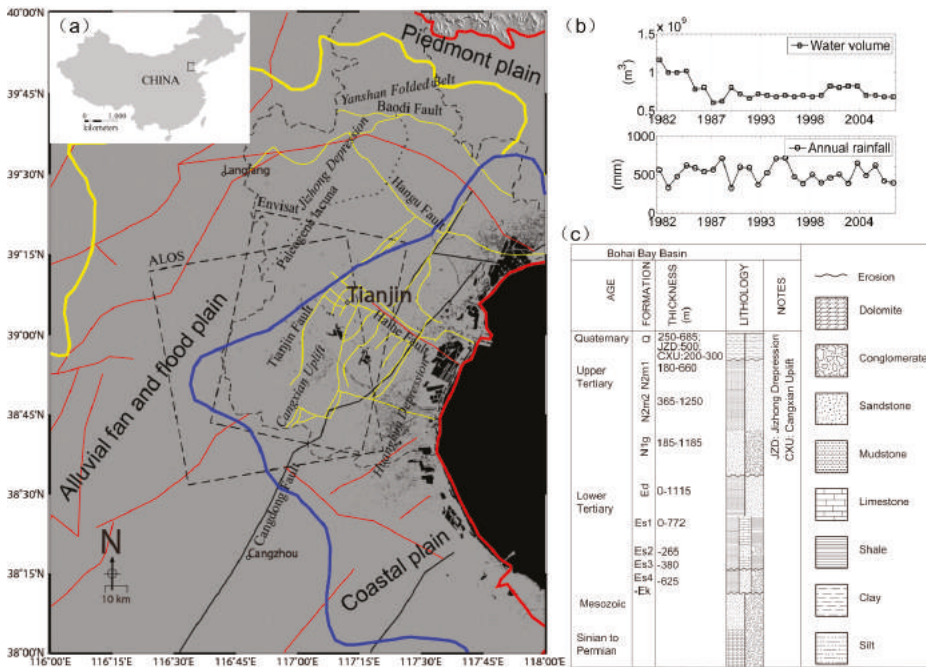 (a)
CHINA
0 1,000
kilometers
40°00'N
39°45'N
39°30'N
39°15'N
39°00'N
38°45'N
38°30'N
38°15'N
38°00'N
116°00'E
116°15'E
116°30'E
116°45'E
117°00'E
117°15'E
117°30'E
117°45'E
118°00'E
Piedmont plain
Yanshan Folded Belt
Baodi Fault
Langfang
Jizhong Depression
Paleogene lacuna
Hangu Fault
Envisat
ALOS
Tianjin
Haihe Fault
Tianjin Fault
Cangxian Uplift
Huanghua Depression
Alluvial fan and flood plain
Cangdong Fault
Cangzhou
Coastal plain
N
10 km
(b)
1.5 x 10^9
1
0.5
(m³)
Water volume
1982 1987 1993 1998 2004
1000
500
0
(mm)
Annual rainfall
1982 1987 1993 1998 2004
(c)
Bohai Bay Basin
AGE
FORMATION
THICKNESS
(m)
LITHOLOGY
NOTES
Quaternary
Q
250-685;
JZD:500,
CXU:200-300
Upper
Tertiary
N2m1
180-660
N2m2
365-1250
N1g
185-1185
Lower
Tertiary
Ed
0-1115
Es1
0-772
Es2
-265
Es3
-380
Es4
-Ek
-625
Mesozoic
Sinian to
Permian
JZD: Jizhong Drepression
CXU: Cangxian Uplift
Erosion
Dolomite
Conglomerate
Sandstone
Mudstone
Limestone
Shale
Clay
Silt